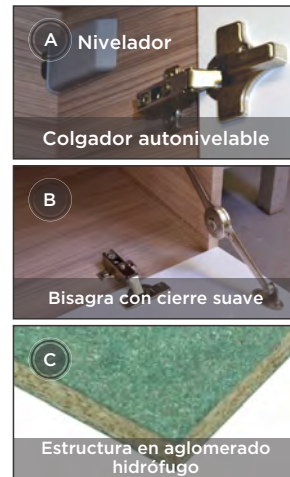 A
Nivelador
Colgador autonivelable
B
Bisagra con cierre suave
C
Estructura en aglomerado
hidrófugo